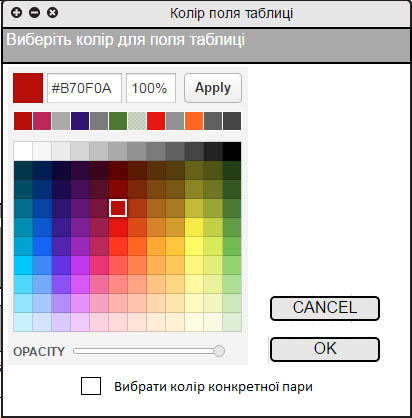 Колір поля таблиці
Виберіть колір для поля таблиці
#B70F0A 100% Apply
CANCEL
OPACITY
OK
Вибрати колір конкретної пари